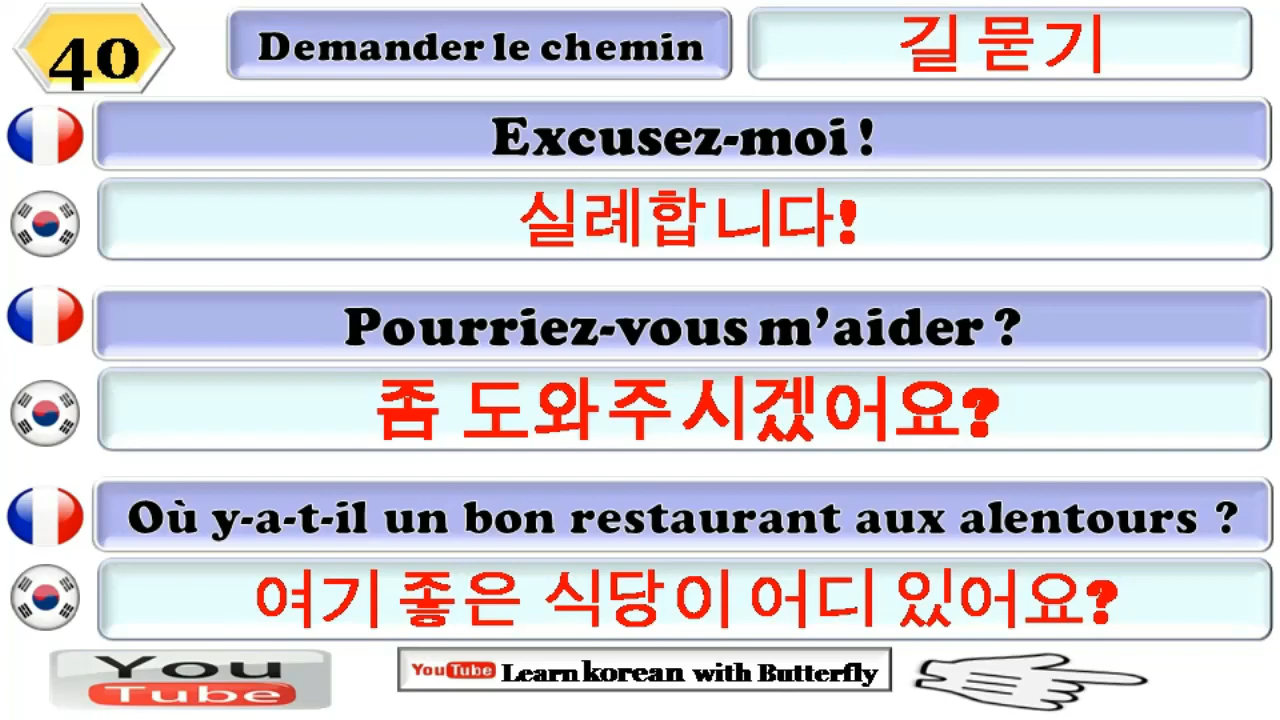 40
Demander le chemin
길 묻기
Excusez-moi !
실례합니다!
Pourriez-vous m'aider ?
좀 도와주시겠어요?
Où y-a-t-il un bon restaurant aux alentours ?
여기 좋은 식당이 어디 있어요?
You
Tube
YouTube Learn korean with Butterfly